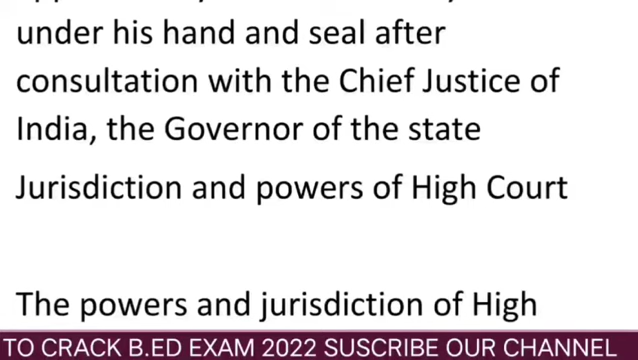 under his hand and seal after
consultation with the Chief Justice of
India, the Governor of the state
Jurisdiction and powers of High Court
The powers and jurisdiction of High
TO CRACK B.ED EXAM 2022 SUSCRIBE OUR CHANNEL